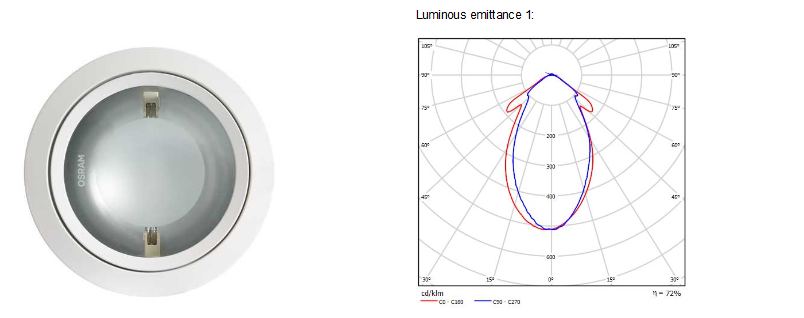 Luminous emittance 1:
OSRAM
105° 105°
90° 90°
75° 75°
60° 60°
45° 45°
200
300
400
600
30° 15° 0° 15° 30°
cd/klm η = 72%
C0 - C180 C90 - C270